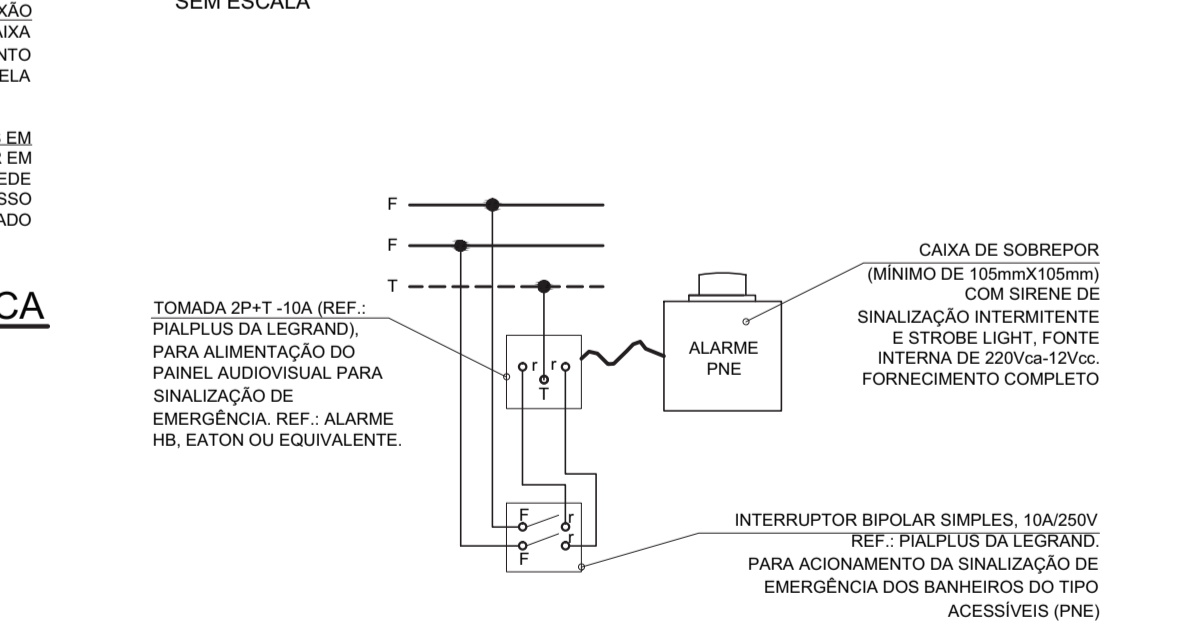 SEM ESCALA
XÃO
AIXA
NTO
ELA
EM
R EM
EDE
SSO
ADO
CA
F
F
T
TOMADA 2P+T -10A (REF.:
PIALPLUS DA LEGRAND),
PARA ALIMENTAÇÃO DO
PAINEL AUDIOVISUAL PARA
SINALIZAÇÃO DE
EMERGÊNCIA. REF.: ALARME
HB, EATON OU EQUIVALENTE.
r r
T
ALARME
PNE
CAIXA DE SOBREPOR
(MÍNIMO DE 105mmX105mm)
COM SIRENE DE
SINALIZAÇÃO INTERMITENTE
E STROBE LIGHT, FONTE
INTERNA DE 220Vca-12Vcc.
FORNECIMENTO COMPLETO
F r
r
F
INTERRUPTOR BIPOLAR SIMPLES, 10A/250V
REF.: PIALPLUS DA LEGRAND.
PARA ACIONAMENTO DA SINALIZAÇÃO DE
EMERGÊNCIA DOS BANHEIROS DO TIPO
ACESSÍVEIS (PNE)